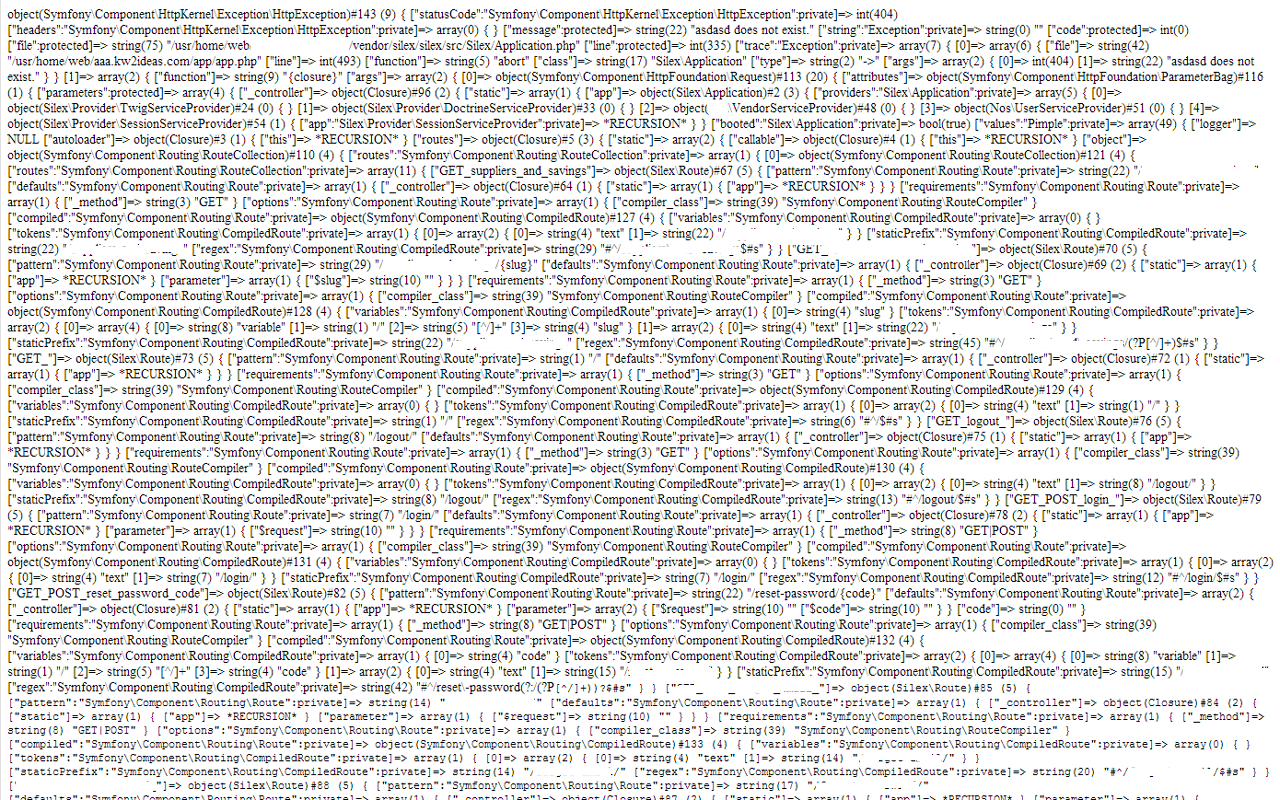 object(Symfony\Component\HttpKernel\Exception\HttpException)#143 (9) { ["statusCode":"Symfony\Component\HttpKernel\Exception\HttpException":private]=> int(404)
["headers":"Symfony\Component\HttpKernel\Exception\HttpException":private]=> array(0) { } ["message":protected]=> string(22) "asdasd does not exist." ["string":"Exception":private]=> string(0) "" ["code":protected]=> int(0)
["file":protected]=> string(75) "/usr/home/web /vendor/silex/silex/src/Silex/Application.php" ["line":protected]=> int(335) ["trace":"Exception":private]=> array(7) { [0]=> array(6) { ["file"]=> string(42)
"/usr/home/web/aaa.kw2ideas.com/app/app.php" ["line"]=> int(493) ["function"]=> string(5) "abort" ["class"]=> string(17) "Silex\Application" ["type"]=> string(2) "->" ["args"]=> array(2) { [0]=> int(404) [1]=> string(22) "asdasd does not
exist." } } [1]=> array(2) { ["function"]=> string(9) "{closure}" ["args"]=> array(2) { [0]=> object(Symfony\Component\HttpFoundation\Request)#113 (20) { ["attributes"]=> object(Symfony\Component\HttpFoundation\ParameterBag)#116
(1) { ["parameters":protected]=> array(4) { ["_controller"]=> object(Closure)#96 (2) { ["static"]=> array(1) { ["app"]=> object(Silex\Application)#2 (3) { ["providers":"Silex\Application":private]=> array(5) { [0]=>
object(Silex\Provider\TwigServiceProvider)#24 (0) { } [1]=> object(Silex\Provider\DoctrineServiceProvider)#33 (0) { } [2]=> object( \VendorServiceProvider)#48 (0) { } [3]=> object(Nos\UserServiceProvider)#51 (0) { } [4]=>
object(Silex\Provider\SessionServiceProvider)#54 (1) { ["app":"Silex\Provider\SessionServiceProvider":private]=> *RECURSION* } } ["booted":"Silex\Application":private]=> bool(true) ["values":"Pimple":private]=> array(49) { ["logger"]=>
NULL ["autoloader"]=> object(Closure)#3 (1) { ["this"]=> *RECURSION* } ["routes"]=> object(Closure)#5 (3) { ["static"]=> array(2) { ["callable"]=> object(Closure)#4 (1) { ["this"]=> *RECURSION* } ["object"]=>
object(Symfony\Component\Routing\RouteCollection)#110 (4) { ["routes":"Symfony\Component\Routing\RouteCollection":private]=> array(1) { [0]=> object(Symfony\Component\Routing\RouteCollection)#121 (4) {
["routes":"Symfony\Component\Routing\RouteCollection":private]=> array(11) { ["GET_suppliers_and_savings"]=> object(Silex\Route)#67 (5) { ["pattern":"Symfony\Component\Routing\Route":private]=> string(22) "/ "
["defaults":"Symfony\Component\Routing\Route":private]=> array(1) { ["_controller"]=> object(Closure)#64 (1) { ["static"]=> array(1) { ["app"]=> *RECURSION* } } } ["requirements":"Symfony\Component\Routing\Route":private]=>
array(1) { ["_method"]=> string(3) "GET" } ["options":"Symfony\Component\Routing\Route":private]=> array(1) { ["compiler_class"]=> string(39) "Symfony\Component\Routing\RouteCompiler" }
["compiled":"Symfony\Component\Routing\Route":private]=> object(Symfony\Component\Routing\CompiledRoute)#127 (4) { ["variables":"Symfony\Component\Routing\CompiledRoute":private]=> array(0) { }
["tokens":"Symfony\Component\Routing\CompiledRoute":private]=> array(1) { [0]=> array(2) { [0]=> string(4) "text" [1]=> string(22) "/ " } } ["staticPrefix":"Symfony\Component\Routing\CompiledRoute":private]=>
string(22) " " ["regex":"Symfony\Component\Routing\CompiledRoute":private]=> string(29) "#^/ $#s" } } ["GET_ "]=> object(Silex\Route)#70 (5) {
["pattern":"Symfony\Component\Routing\Route":private]=> string(29) "/ /{slug}" ["defaults":"Symfony\Component\Routing\Route":private]=> array(1) { ["_controller"]=> object(Closure)#69 (2) { ["static"]=> array(1) {
["app"]=> *RECURSION* } ["parameter"]=> array(1) { ["$slug"]=> string(10) "" } } } ["requirements":"Symfony\Component\Routing\Route":private]=> array(1) { ["_method"]=> string(3) "GET" }
["options":"Symfony\Component\Routing\Route":private]=> array(1) { ["compiler_class"]=> string(39) "Symfony\Component\Routing\RouteCompiler" } ["compiled":"Symfony\Component\Routing\Route":private]=>
object(Symfony\Component\Routing\CompiledRoute)#128 (4) { ["variables":"Symfony\Component\Routing\CompiledRoute":private]=> array(1) { [0]=> string(4) "slug" } ["tokens":"Symfony\Component\Routing\CompiledRoute":private]=>
array(2) { [0]=> array(4) { [0]=> string(8) "variable" [1]=> string(1) "/" [2]=> string(5) "[^/]+" [3]=> string(4) "slug" } [1]=> array(2) { [0]=> string(4) "text" [1]=> string(22) "/ " } }
["staticPrefix":"Symfony\Component\Routing\CompiledRoute":private]=> string(22) "/ " ["regex":"Symfony\Component\Routing\CompiledRoute":private]=> string(45) "#^/ /(?P[^/]+)$#s" } }
["GET_"]=> object(Silex\Route)#73 (5) { ["pattern":"Symfony\Component\Routing\Route":private]=> string(1) "/" ["defaults":"Symfony\Component\Routing\Route":private]=> array(1) { ["_controller"]=> object(Closure)#72 (1) { ["static"]=>
array(1) { ["app"]=> *RECURSION* } } } ["requirements":"Symfony\Component\Routing\Route":private]=> array(1) { ["_method"]=> string(3) "GET" } ["options":"Symfony\Component\Routing\Route":private]=> array(1) {
["compiler_class"]=> string(39) "Symfony\Component\Routing\RouteCompiler" } ["compiled":"Symfony\Component\Routing\Route":private]=> object(Symfony\Component\Routing\CompiledRoute)#129 (4) {
["variables":"Symfony\Component\Routing\CompiledRoute":private]=> array(0) { } ["tokens":"Symfony\Component\Routing\CompiledRoute":private]=> array(1) { [0]=> array(2) { [0]=> string(4) "text" [1]=> string(1) "/" } }
["staticPrefix":"Symfony\Component\Routing\CompiledRoute":private]=> string(1) "/" ["regex":"Symfony\Component\Routing\CompiledRoute":private]=> string(6) "#^/$#s" } } ["GET_logout_"]=> object(Silex\Route)#76 (5) {
["pattern":"Symfony\Component\Routing\Route":private]=> string(8) "/logout/" ["defaults":"Symfony\Component\Routing\Route":private]=> array(1) { ["_controller"]=> object(Closure)#75 (1) { ["static"]=> array(1) { ["app"]=>
*RECURSION* } } } ["requirements":"Symfony\Component\Routing\Route":private]=> array(1) { ["_method"]=> string(3) "GET" } ["options":"Symfony\Component\Routing\Route":private]=> array(1) { ["compiler_class"]=> string(39)
"Symfony\Component\Routing\RouteCompiler" } ["compiled":"Symfony\Component\Routing\Route":private]=> object(Symfony\Component\Routing\CompiledRoute)#130 (4) {
["variables":"Symfony\Component\Routing\CompiledRoute":private]=> array(0) { } ["tokens":"Symfony\Component\Routing\CompiledRoute":private]=> array(1) { [0]=> array(2) { [0]=> string(4) "text" [1]=> string(8) "/logout/" } }
["staticPrefix":"Symfony\Component\Routing\CompiledRoute":private]=> string(8) "/logout/" ["regex":"Symfony\Component\Routing\CompiledRoute":private]=> string(13) "#^/logout/$#s" } } ["GET_POST_login_"]=> object(Silex\Route)#79
(5) { ["pattern":"Symfony\Component\Routing\Route":private]=> string(7) "/login/" ["defaults":"Symfony\Component\Routing\Route":private]=> array(1) { ["_controller"]=> object(Closure)#78 (2) { ["static"]=> array(1) { ["app"]=>
*RECURSION* } ["parameter"]=> array(1) { ["$request"]=> string(10) "" } } } ["requirements":"Symfony\Component\Routing\Route":private]=> array(1) { ["_method"]=> string(8) "GET|POST" }
["options":"Symfony\Component\Routing\Route":private]=> array(1) { ["compiler_class"]=> string(39) "Symfony\Component\Routing\RouteCompiler" } ["compiled":"Symfony\Component\Routing\Route":private]=>
object(Symfony\Component\Routing\CompiledRoute)#131 (4) { ["variables":"Symfony\Component\Routing\CompiledRoute":private]=> array(0) { } ["tokens":"Symfony\Component\Routing\CompiledRoute":private]=> array(1) { [0]=> array(2)
{ [0]=> string(4) "text" [1]=> string(7) "/login/" } } ["staticPrefix":"Symfony\Component\Routing\CompiledRoute":private]=> string(7) "/login/" ["regex":"Symfony\Component\Routing\CompiledRoute":private]=> string(12) "#^/login/$#s" } }
["GET_POST_reset_password_code"]=> object(Silex\Route)#82 (5) { ["pattern":"Symfony\Component\Routing\Route":private]=> string(22) "/reset-password/{code}" ["defaults":"Symfony\Component\Routing\Route":private]=> array(2) {
["_controller"]=> object(Closure)#81 (2) { ["static"]=> array(1) { ["app"]=> *RECURSION* } ["parameter"]=> array(2) { ["$request"]=> string(10) "" ["$code"]=> string(10) "" } } ["code"]=> string(0) "" }
["requirements":"Symfony\Component\Routing\Route":private]=> array(1) { ["_method"]=> string(8) "GET|POST" } ["options":"Symfony\Component\Routing\Route":private]=> array(1) { ["compiler_class"]=> string(39)
"Symfony\Component\Routing\RouteCompiler" } ["compiled":"Symfony\Component\Routing\Route":private]=> object(Symfony\Component\Routing\CompiledRoute)#132 (4) {
["variables":"Symfony\Component\Routing\CompiledRoute":private]=> array(1) { [0]=> string(4) "code" } ["tokens":"Symfony\Component\Routing\CompiledRoute":private]=> array(2) { [0]=> array(4) { [0]=> string(8) "variable" [1]=>
string(1) "/" [2]=> string(5) "[^/]+" [3]=> string(4) "code" } [1]=> array(2) { [0]=> string(4) "text" [1]=> string(15) "/ } } ["staticPrefix":"Symfony\Component\Routing\CompiledRoute":private]=> string(15) "/ "
["regex":"Symfony\Component\Routing\CompiledRoute":private]=> string(42) "#^/reset\-password(?:/(?P[^/]+))?$#s" } } [" "]=> object(Silex\Route)#85 (5) {
["pattern":"Symfony\Component\Routing\Route":private]=> string(14) " " ["defaults":"Symfony\Component\Routing\Route":private]=> array(1) { ["_controller"]=> object(Closure)#84 (2) {
["static"]=> array(1) { ["app"]=> *RECURSION* } ["parameter"]=> array(1) { ["$request"]=> string(10) "" } } } ["requirements":"Symfony\Component\Routing\Route":private]=> array(1) { ["_method"]=>
string(8) "GET|POST" } ["options":"Symfony\Component\Routing\Route":private]=> array(1) { ["compiler_class"]=> string(39) "Symfony\Component\Routing\RouteCompiler" }
["compiled":"Symfony\Component\Routing\Route":private]=> object(Symfony\Component\Routing\CompiledRoute)#133 (4) { ["variables":"Symfony\Component\Routing\CompiledRoute":private]=> array(0) { }
["tokens":"Symfony\Component\Routing\CompiledRoute":private]=> array(1) { [0]=> array(2) { [0]=> string(4) "text" [1]=> string(14) " /" } }
["staticPrefix":"Symfony\Component\Routing\CompiledRoute":private]=> string(14) "/ /" ["regex":"Symfony\Component\Routing\CompiledRoute":private]=> string(20) "#^/ /$#s" } }
[" "]=> object(Silex\Route)#88 (5) { ["pattern":"Symfony\Component\Routing\Route":private]=> string(17) "/ /"
["defaults":"Symfony\Component\Routing\Route":private]=> array(1) { ["_controller"]=> object(Closure)#87 (2) { ["static"]=> array(1) { ["app"]=> *RECURSION* } ["parameter"]=> array(1) {